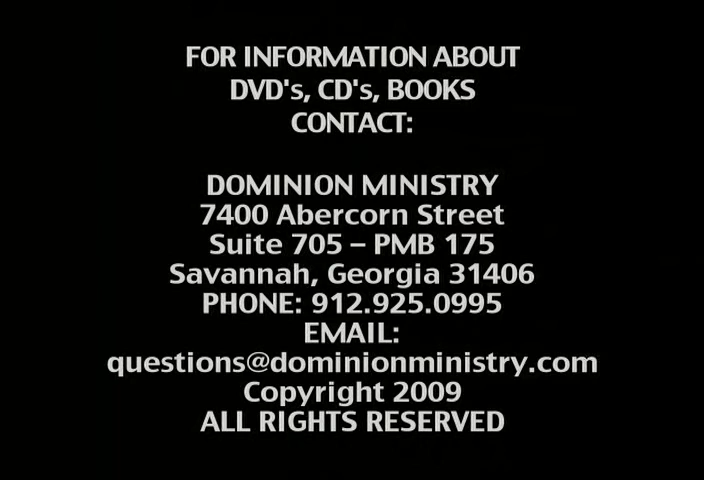 FOR INFORMATION ABOUT
DVD's, CD's, BOOKS
CONTACT:
DOMINION MINISTRY
7400 Abercorn Street
Suite 705 – PMB 175
Savannah, Georgia 31406
PHONE: 912.925.0995
EMAIL:
questions@dominionministry.com
Copyright 2009
ALL RIGHTS RESERVED